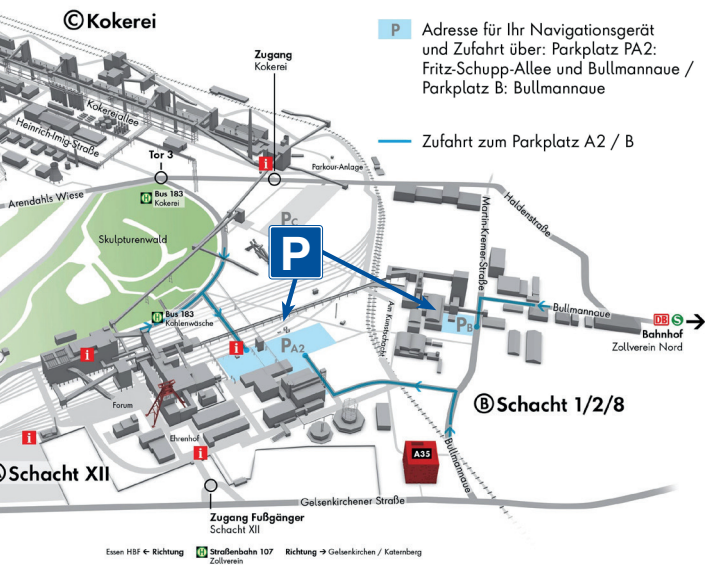 Ⓒ Kokerei
P Adresse für Ihr Navigationsgerät
und Zufahrt über: Parkplatz PA2:
Fritz-Schupp-Allee und Bullmannaue /
Parkplatz B: Bullmannaue
Zufahrt zum Parkplatz A2 / B
Zugang
Kokerei
Kokereiallee
Heinrich-Imig-Straße
Tor 3
i
Parkour-Anlage
Arendahls Wiese
H Bus 183
Kokerei
Haldenstraße
Martin-Kremer-Straße
PC
Skulpturenwald
P
Am Kambdachi
Bullmannaue
H Bus 183
Kohlenwäsche
PB
DB S
Bahnhof
Zollverein Nord
i
i
PA2
Ⓑ Schacht 1/2/8
Forum
Ehrenhof
i
i
A35
Bullmannaue
Schacht XII
Gelsenkirchener Straße
Zugang Fußgänger
Schacht XII
Essen HBF ← Richtung
H Straßenbahn 107
Zollverein
Richtung → Gelsenkirchen / Katernberg